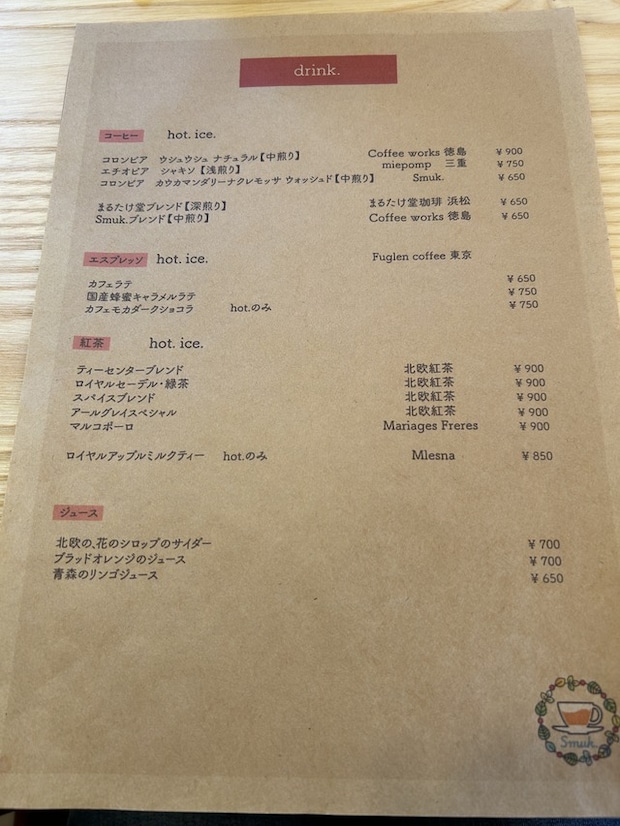 drink.
コーヒー hot. ice.
コロンビア ウシュウシュ ナチュラル【中煎り】 Coffee works 徳島 ¥ 900
エチオピア シャキソ【浅煎り】 miepomp 三重 ¥ 750
コロンビア カウカマンダリーナクレモッサ ウォッシュド【中煎り】 Smuk. ¥ 650
まるたけ堂ブレンド【深煎り】 まるたけ堂珈琲 浜松 ¥ 650
Smuk.ブレンド【中煎り】 Coffee works 徳島 ¥ 650
エスプレッソ hot. ice. Fuglen coffee 東京
カフェラテ ¥ 650
国産蜂蜜キャラメルラテ ¥ 750
カフェモカダークショコラ hot.のみ ¥ 750
紅茶 hot. ice.
ティーセンターブレンド 北欧紅茶 ¥ 900
ロイヤルセーデル・緑茶 北欧紅茶 ¥ 900
スパイスブレンド 北欧紅茶 ¥ 900
アールグレイスペシャル 北欧紅茶 ¥ 900
マルコポーロ Mariages Freres ¥ 900
ロイヤルアップルミルクティー hot.のみ Mlesna ¥ 850
ジュース
北欧の、花のシロップのサイダー ¥ 700
ブラッドオレンジのジュース ¥ 700
青森のリンゴジュース ¥ 650
Smuk.